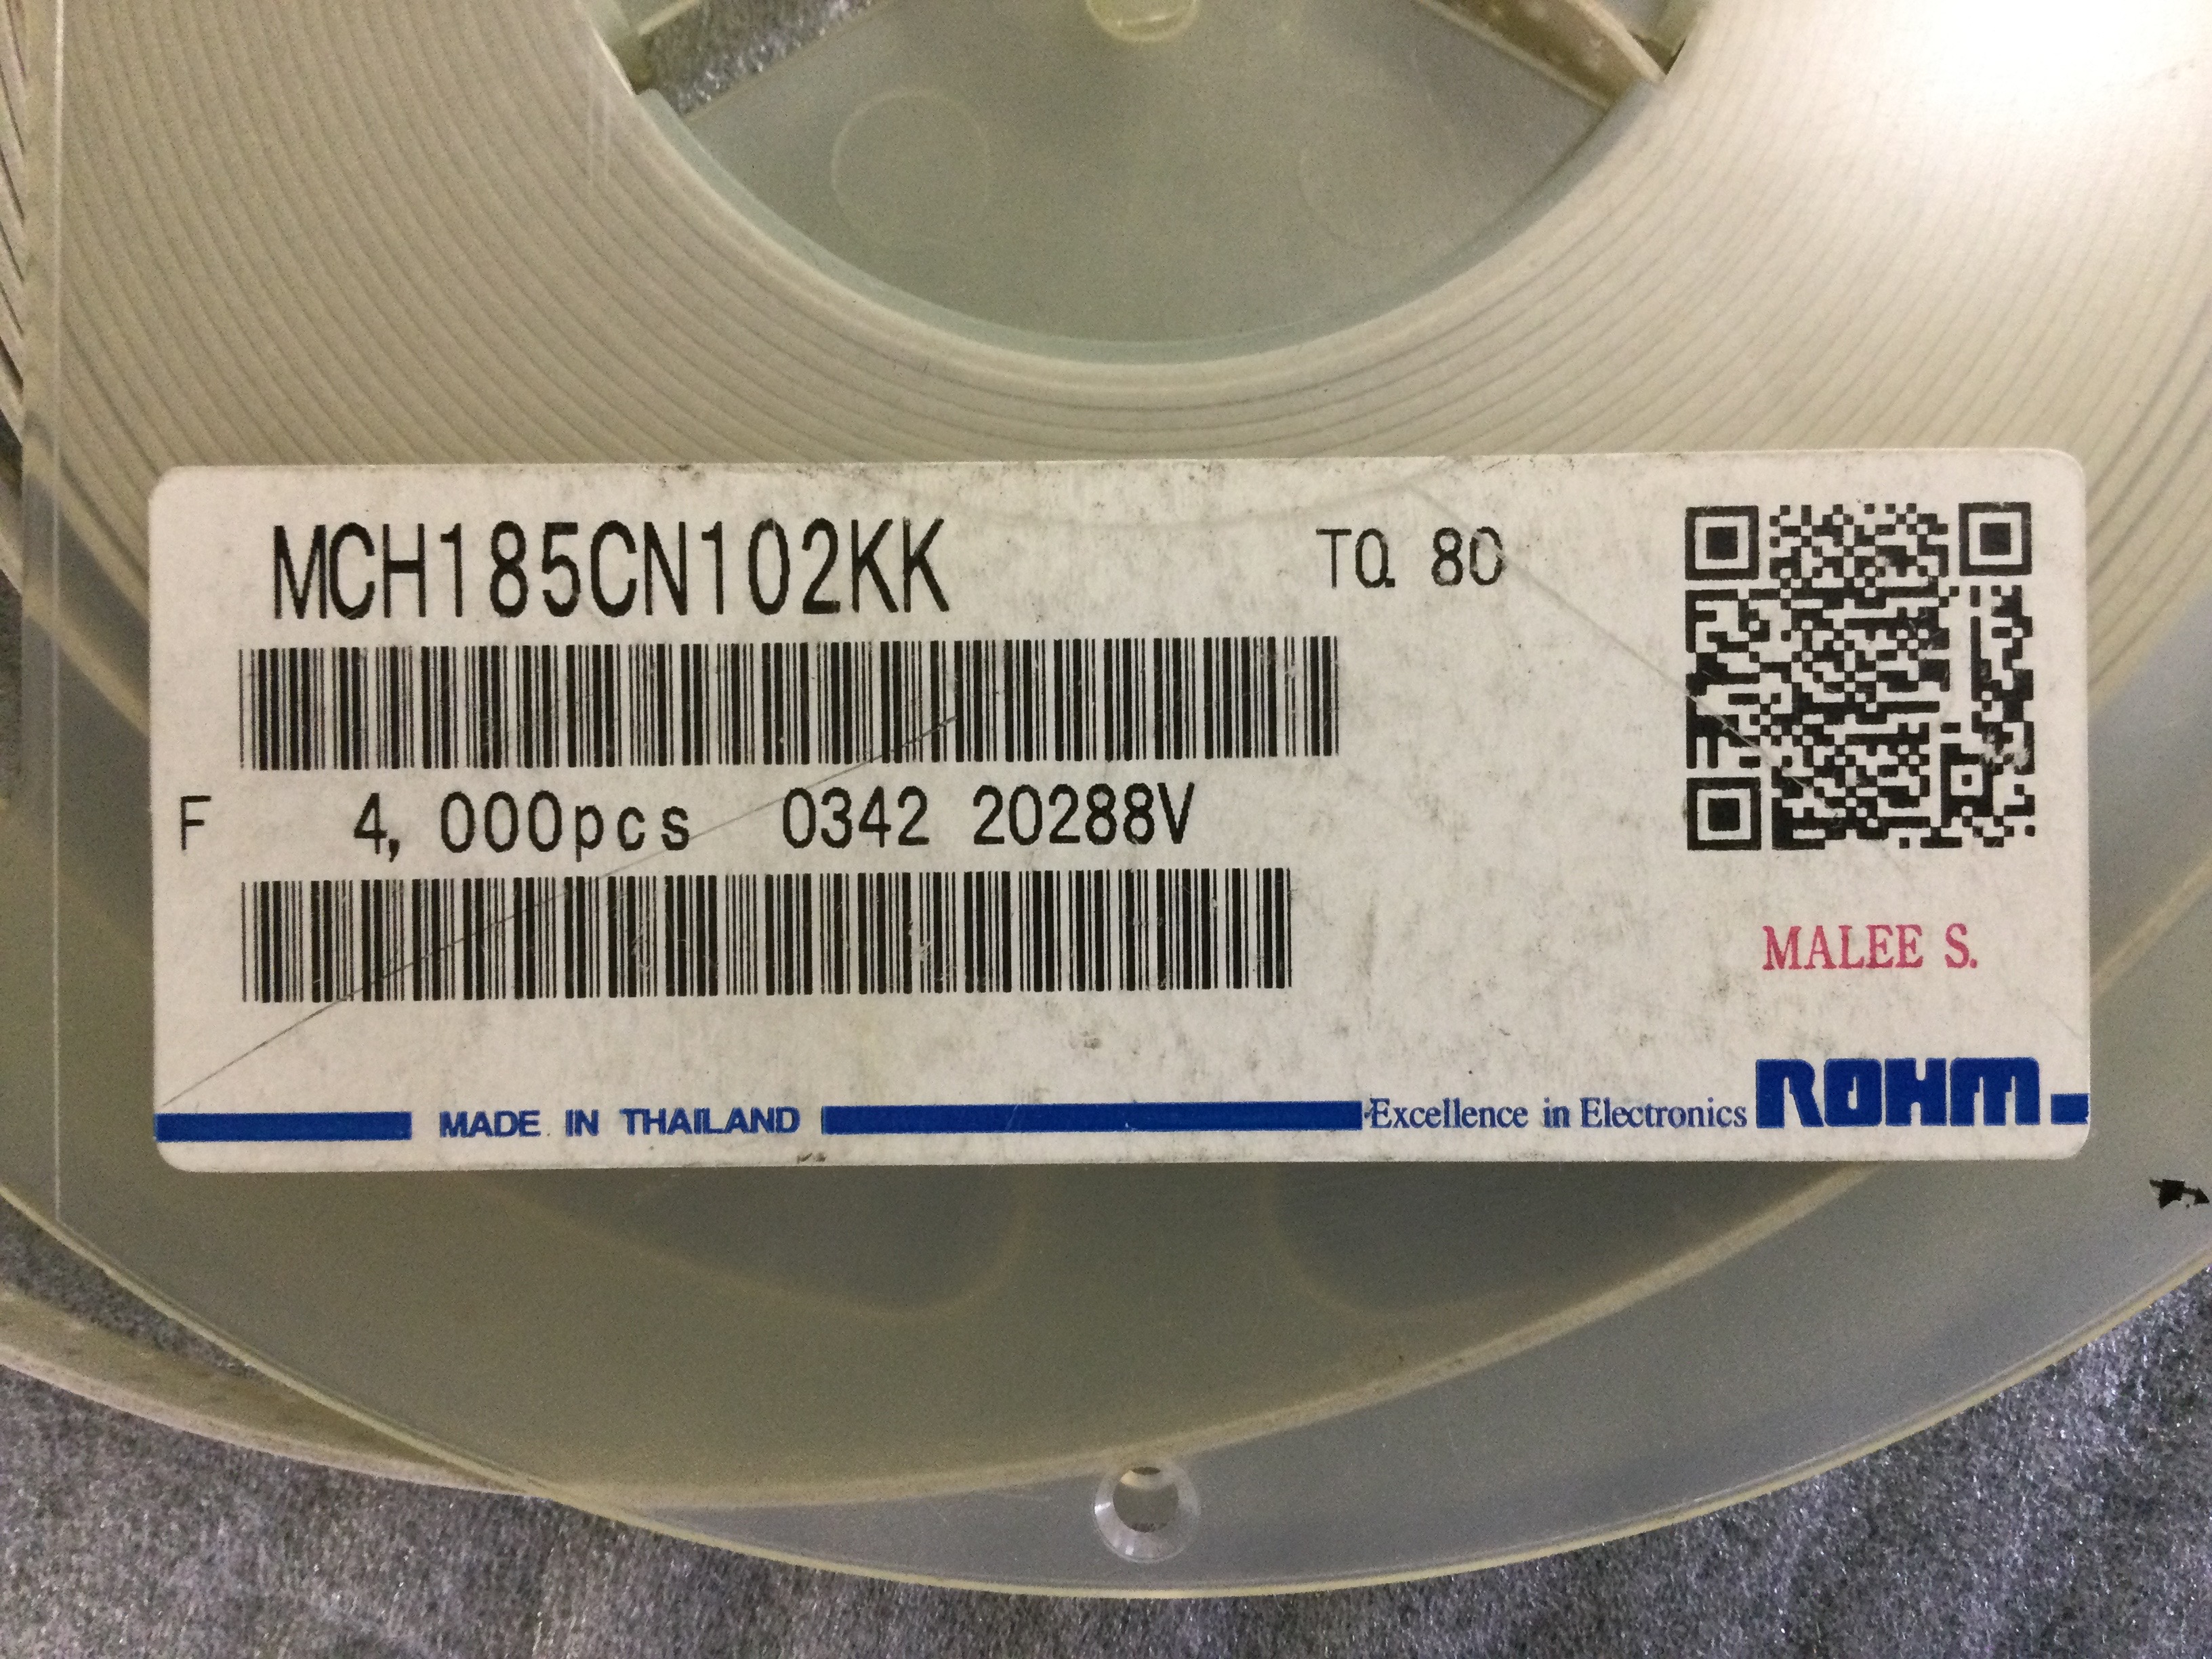 MCH185CN102KK TQ. 80
F 4,000pcs 0342 20288V
MALEE S.
MADE IN THAILAND Excellence in Electronics ROHM.